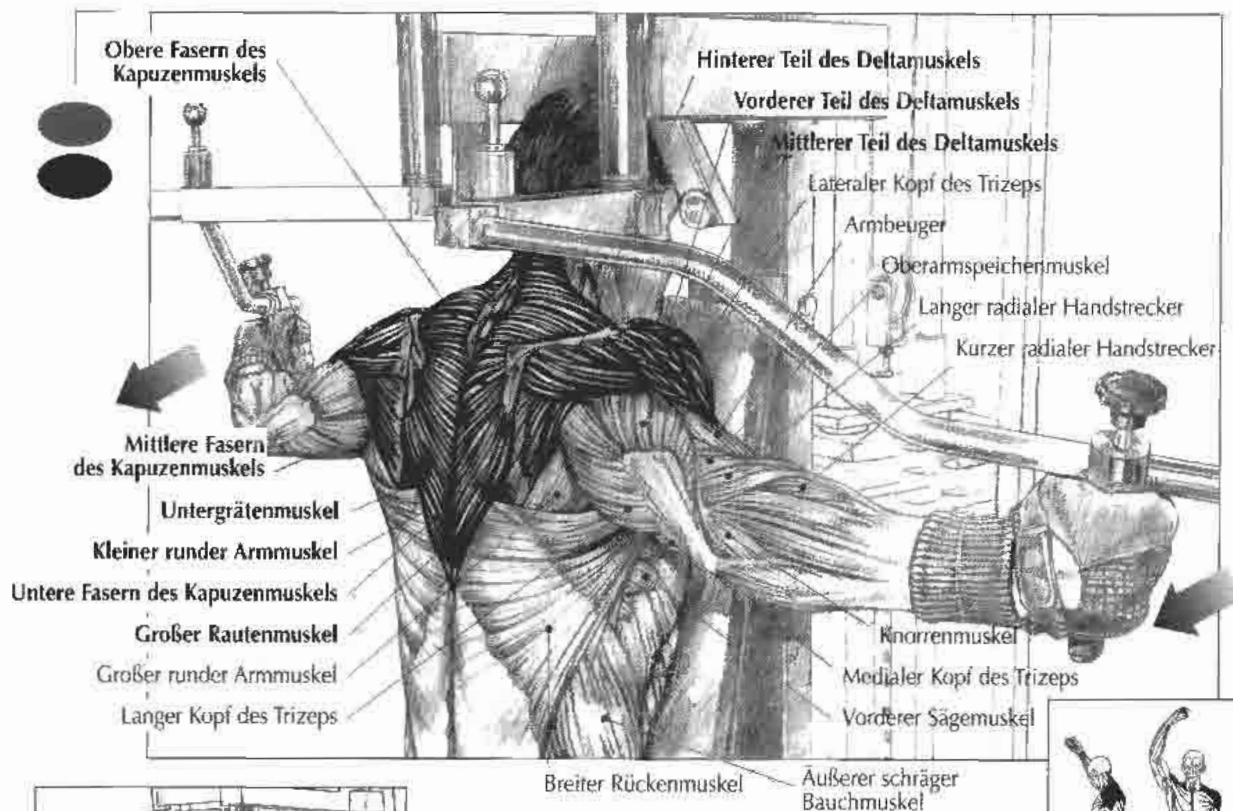 Obere Fasern des
Kapuzenmuskels
Hinterer Teil des Deltamuskels
Vorderer Teil des Deltamuskels
Mittlerer Teil des Deltamuskels
Lateraler Kopf des Trizeps
Armbeuger
Oberarmspeichenmuskel
Langer radialer Handstrecker
Kurzer radialer Handstrecker
Mittlere Fasern
des Kapuzenmuskels
Untergrätenmuskel
Kleiner runder Armmuskel
Untere Fasern des Kapuzenmuskels
Großer Rautenmuskel
Großer runder Armmuskel
Langer Kopf des Trizeps
Knorrenmuskel
Medialer Kopf des Trizeps
Vorderer Sägemuskel
Breiter Rückenmuskel
Äußerer schräger
Bauchmuskel